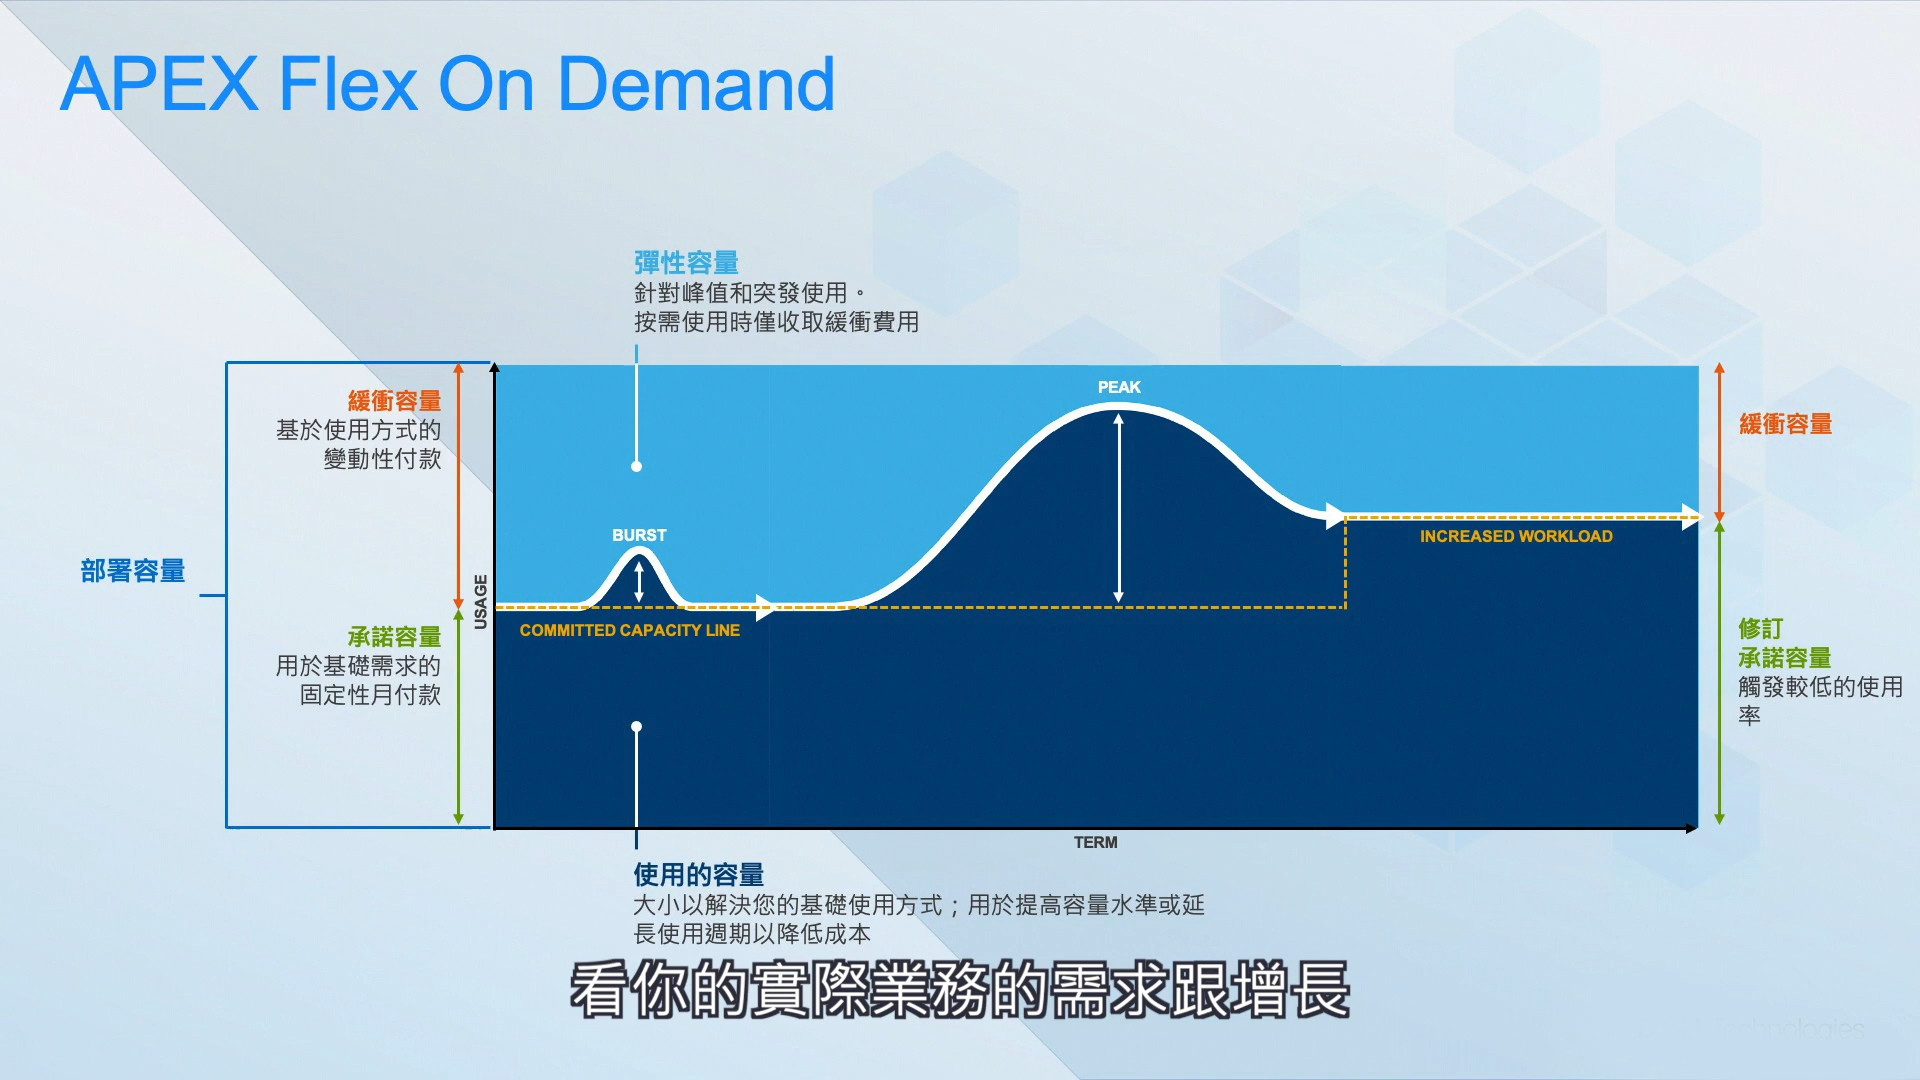 APEX Flex On Demand
彈性容量
針對峰值和突發使用。
按需使用時僅收取緩衝費用
緩衝容量
基於使用方式的
變動性付款
部署容量
承諾容量
用於基礎需求的
固定性月付款
USAGE
BURST
COMMITTED CAPACITY LINE
PEAK
INCREASED WORKLOAD
緩衝容量
修訂
承諾容量
觸發較低的使用
率
TERM
使用的容量
大小以解決您的基礎使用方式；用於提高容量水準或延
長使用週期以降低成本
看你的實際業務的需求跟增長